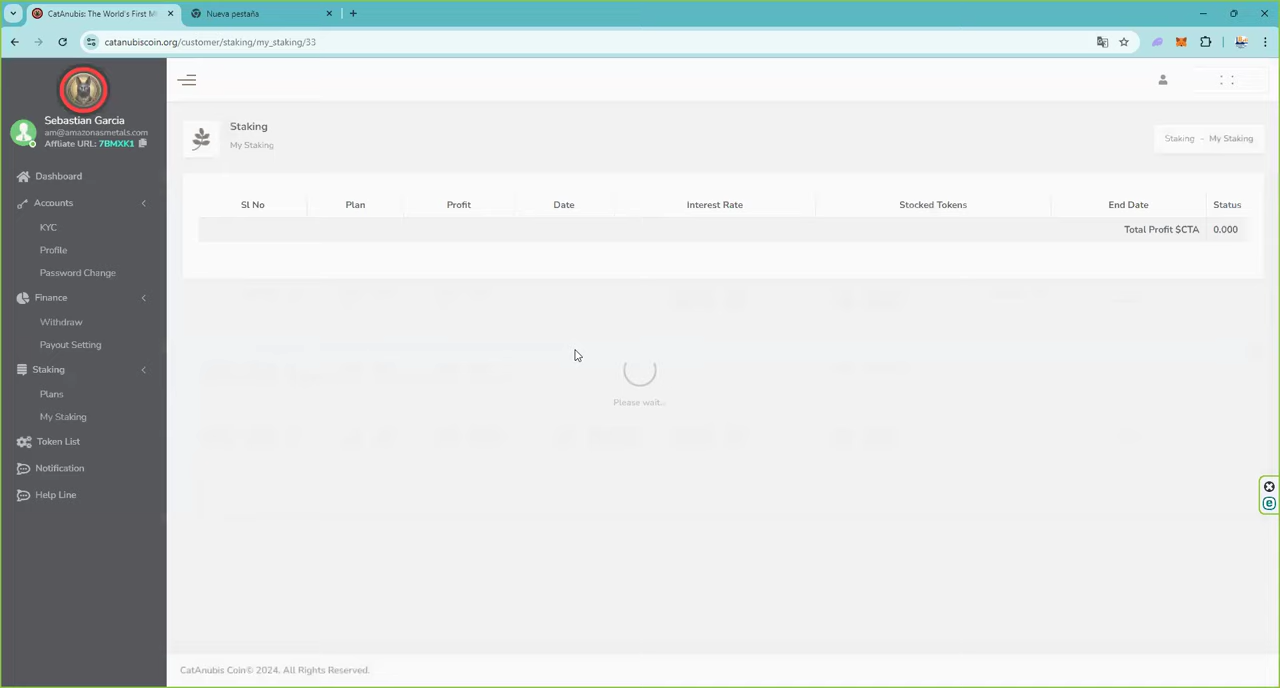 CatAnubis: The World's First M
Nueva pestaña
catanubiscoin.org/customer/staking/my_staking/33
Sebastian Garcia
am@amazonasmetals.com
Affliate URL: 7BMXK1
Dashboard
Accounts
KYC
Profile
Password Change
Finance
Withdraw
Payout Setting
Staking
Plans
My Staking
Token List
Notification
Help Line
Staking
My Staking
Staking - My Staking
Sl No Plan Profit Date Interest Rate Stocked Tokens End Date Status
Total Profit $CTA 0.000
Please wait...
CatAnubis Coin© 2024. All Rights Reserved.